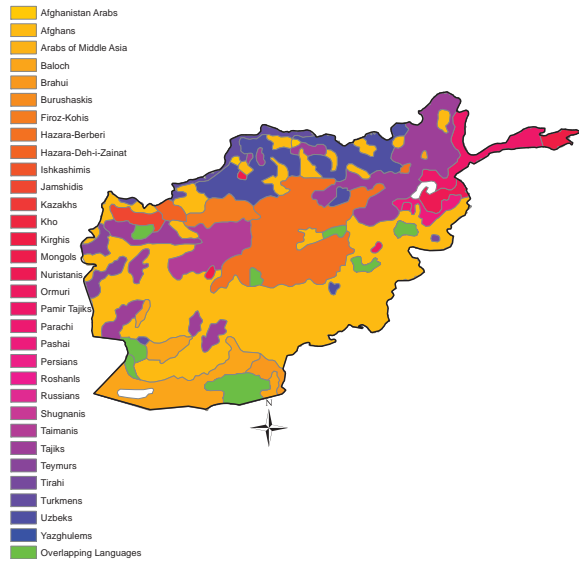 Afghanistan Arabs
Afghans
Arabs of Middle Asia
Baloch
Brahui
Burushaskis
Firoz-Kohis
Hazara-Berberi
Hazara-Deh-i-Zainat
Ishkashimis
Jamshidis
Kazakhs
Kho
Kirghis
Mongols
Nuristanis
Ormuri
Pamir Tajiks
Parachi
Pashai
Persians
Roshanls
Russians
Shugnanis
Taimanis
Tajiks
Teymurs
Tirahi
Turkmens
Uzbeks
Yazghulems
Overlapping Languages
N